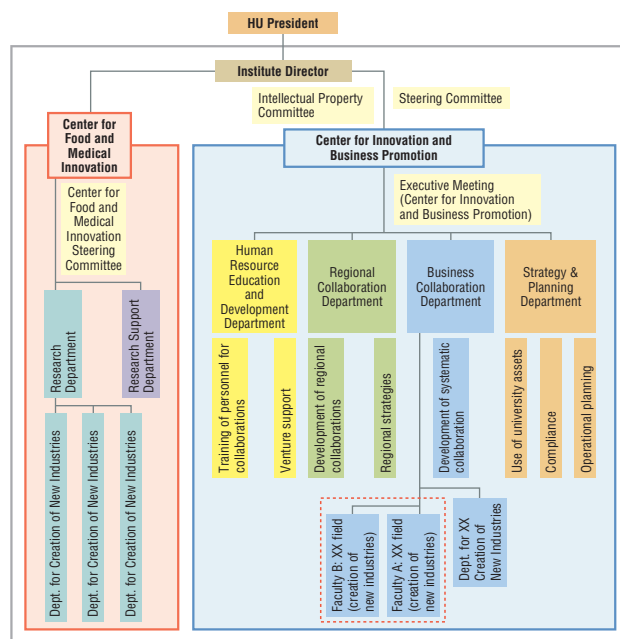 HU President
Institute Director
Intellectual Property
Committee
Steering Committee
Center for
Food and
Medical
Innovation
Center for Innovation and
Business Promotion
Center for
Food and
Medical
Innovation
Steering
Committee
Executive Meeting
(Center for Innovation
and Business Promotion)
Human
Resource
Education
and
Development
Department
Regional
Collaboration
Department
Business
Collaboration
Department
Strategy &
Planning
Department
Research
Department
Research Support
Department
Training of personnel for
collaborations
Venture support
Development of regional
collaborations
Regional strategies
Development of systematic
collaboration
Use of university assets
Compliance
Operational planning
Dept. for Creation of New Industries
Dept. for Creation of New Industries
Dept. for Creation of New Industries
Faculty B: XX field
(creation of
new industries)
Faculty A: XX field
(creation of
new industries)
Dept. for XX
Creation of
New Industries